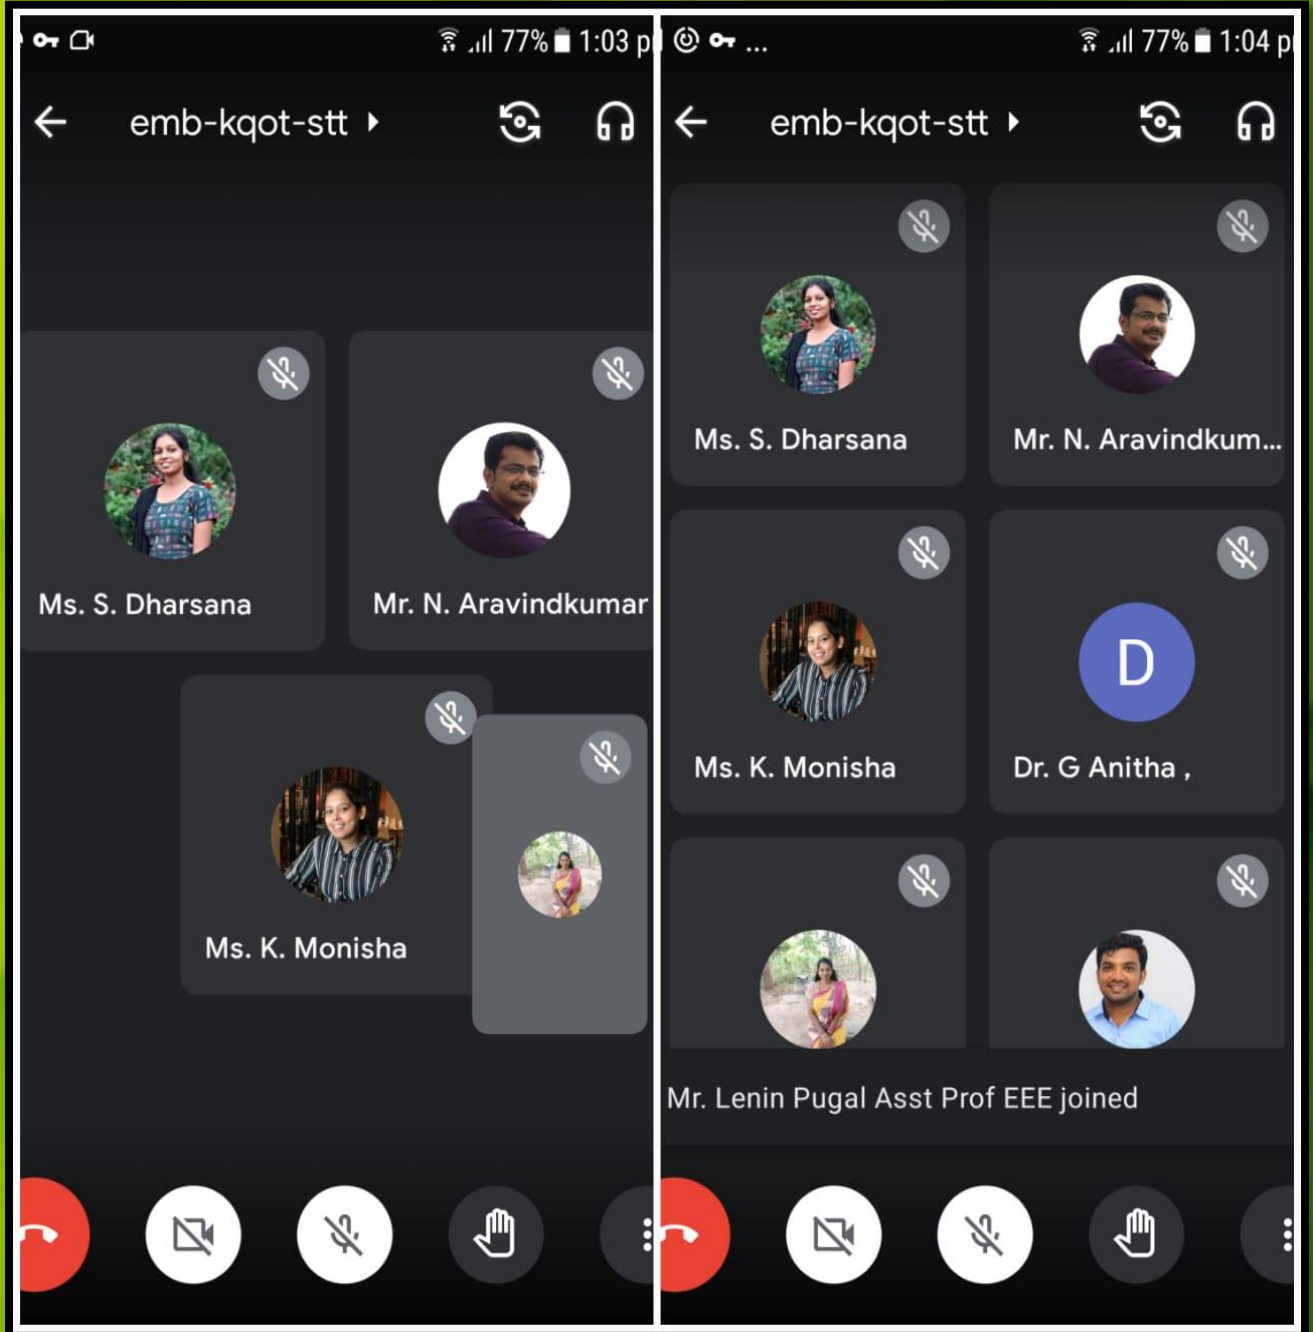 77% 1:03 p
emb-kqot-stt
Ms. S. Dharsana
Mr. N. Aravindkumar
Ms. K. Monisha
... 77% 1:04 p
emb-kqot-stt
Ms. S. Dharsana
Mr. N. Aravindkum...
Ms. K. Monisha
D
Dr. G Anitha ,
Mr. Lenin Pugal Asst Prof EEE joined